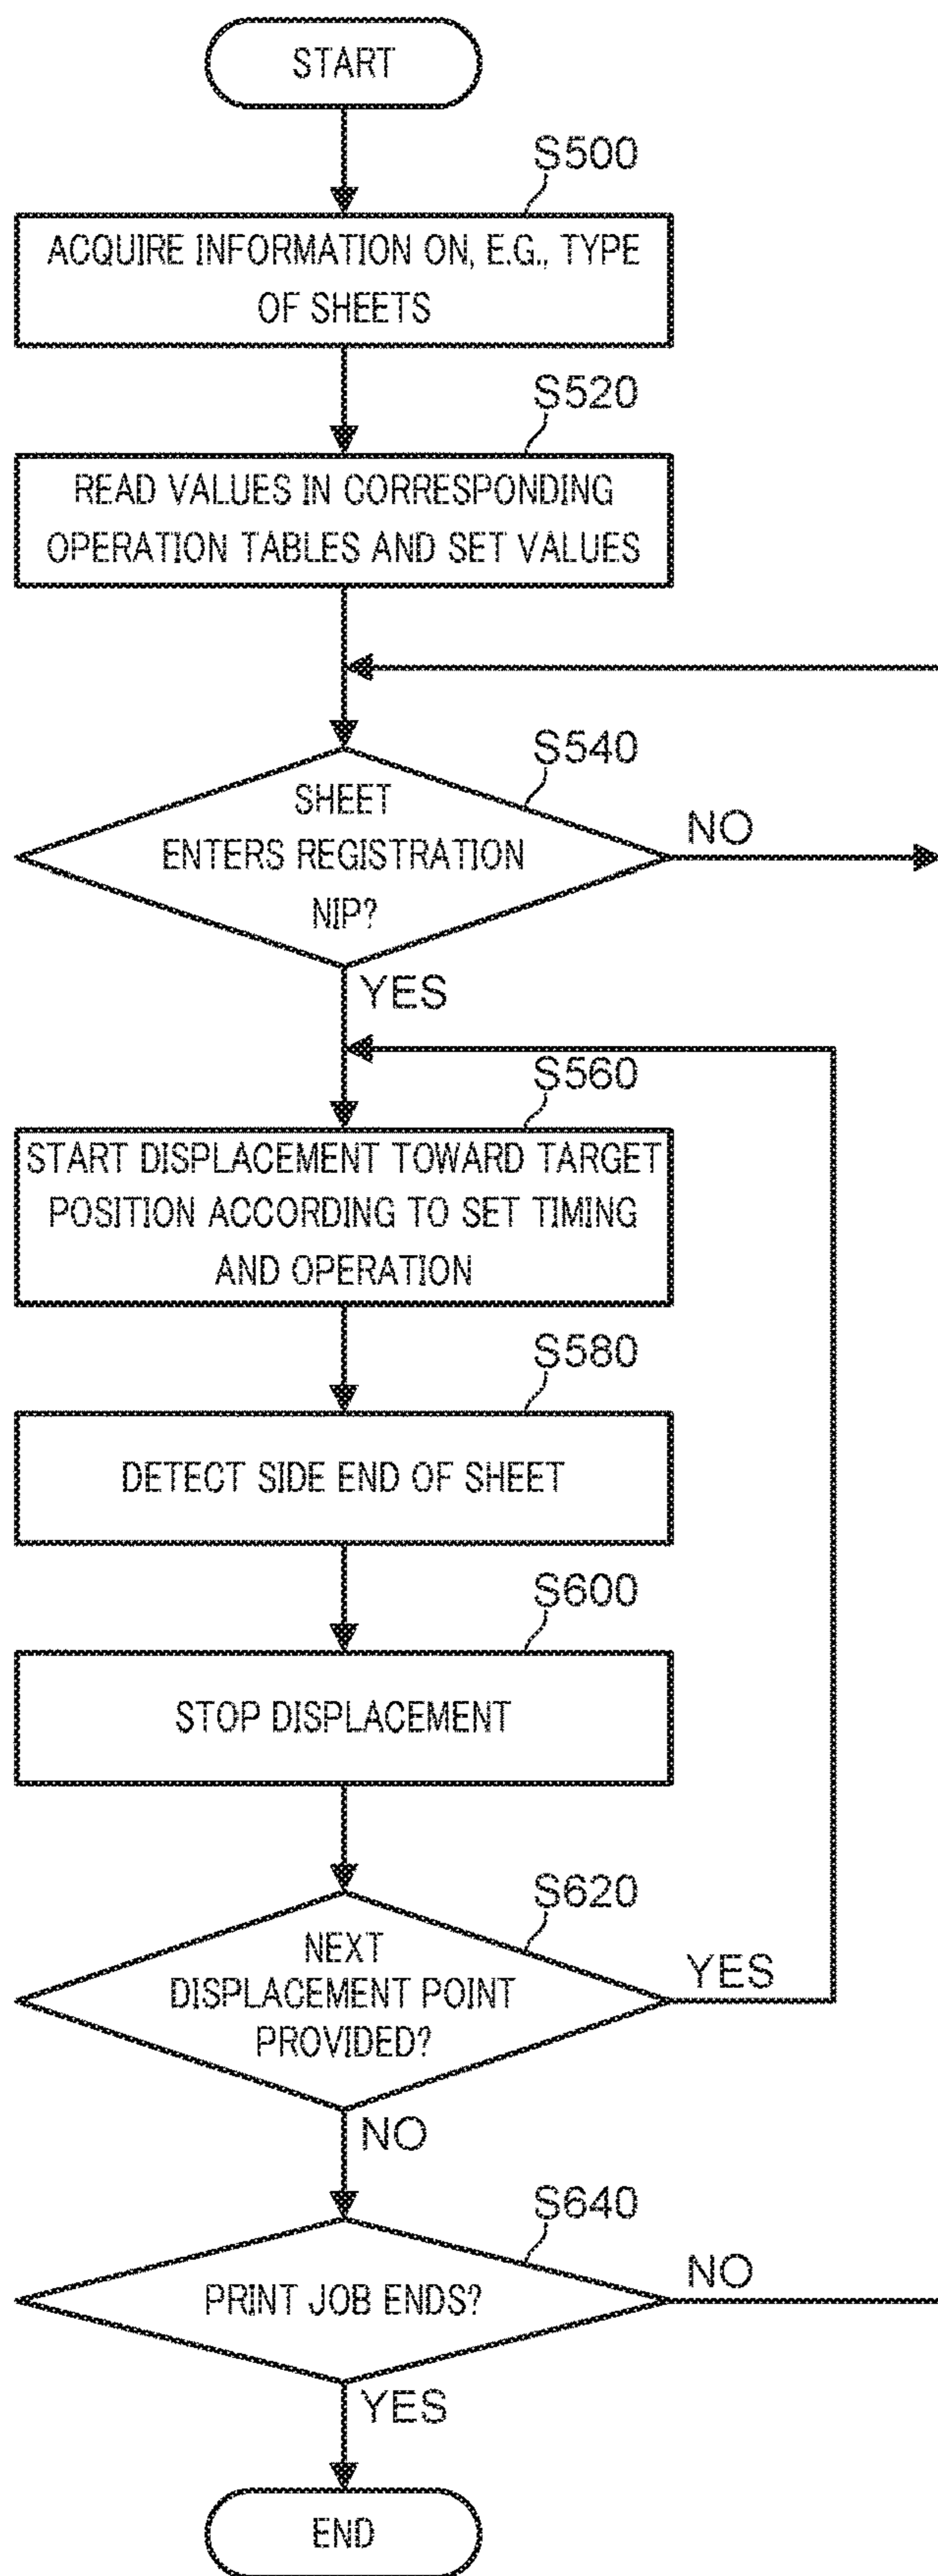 START
S500
ACQUIRE INFORMATION ON, E.G., TYPE
OF SHEETS
S520
READ VALUES IN CORRESPONDING
OPERATION TABLES AND SET VALUES
S540
SHEET
ENTERS REGISTRATION
NIP?
NO
YES
S560
START DISPLACEMENT TOWARD TARGET
POSITION ACCORDING TO SET TIMING
AND OPERATION
S580
DETECT SIDE END OF SHEET
S600
STOP DISPLACEMENT
S620
NEXT
DISPLACEMENT POINT
PROVIDED?
YES
NO
S640
PRINT JOB ENDS?
NO
YES
END